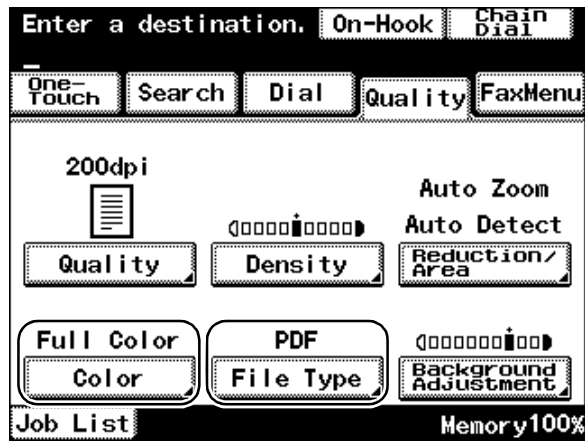 Enter a destination. On-Hook Chain Dial
One-Touch Search Dial Quality FaxMenu
200dpi
Auto Zoom
Auto Detect
Quality Density Reduction/Area
Full Color PDF
Color File Type Background Adjustment
Job List Memory100%